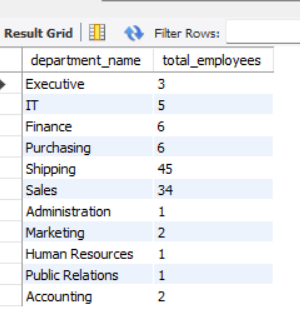 Result Grid Filter Rows:
department_name total_employees
Executive 3
IT 5
Finance 6
Purchasing 6
Shipping 45
Sales 34
Administration 1
Marketing 2
Human Resources 1
Public Relations 1
Accounting 2